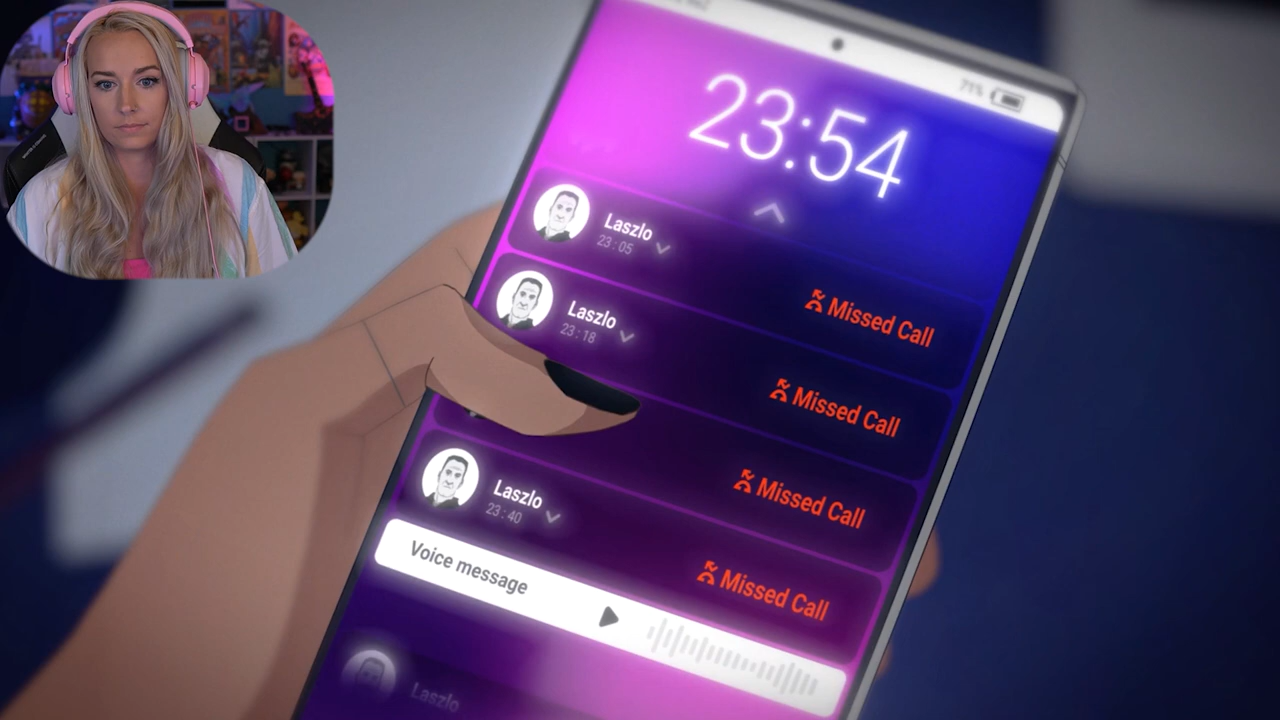 71%
23:54
Laszlo
23:05
Missed Call
Laszlo
23:18
Missed Call
Missed Call
Laszlo
23:40
Missed Call
Voice message
Laszlo